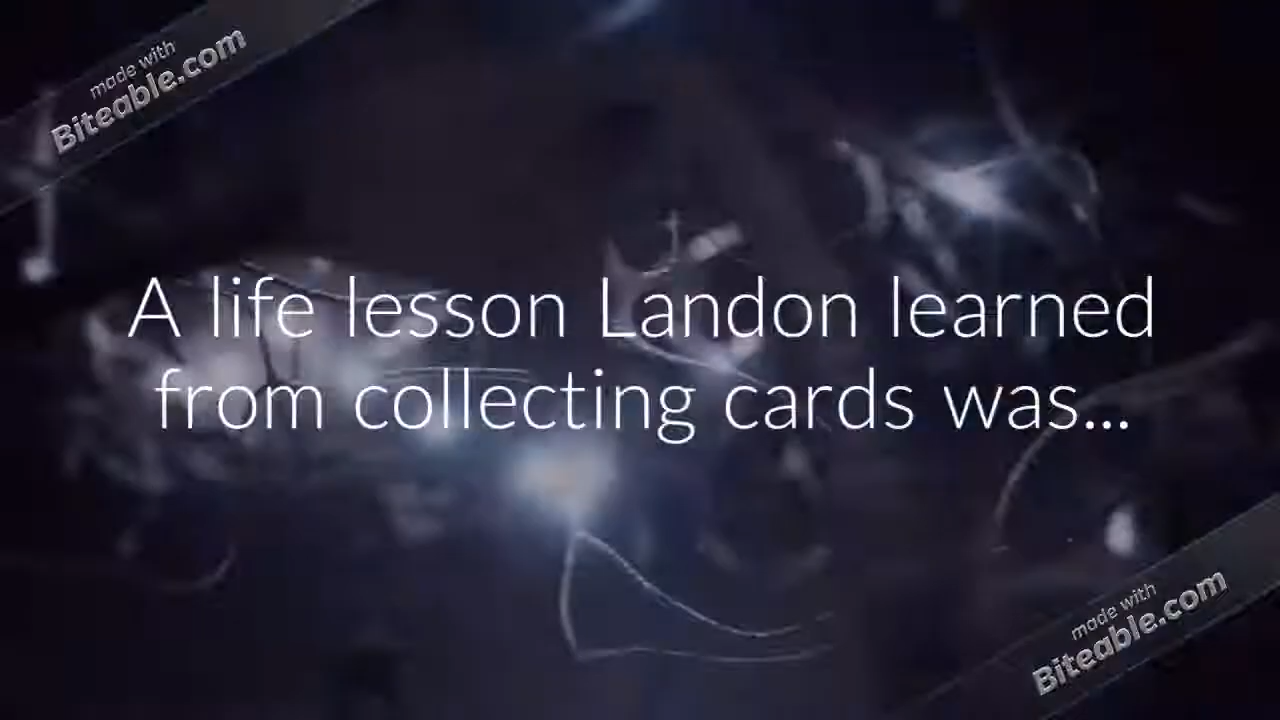 made with
Biteable.com
A life lesson Landon learned
from collecting cards was...
made with
Biteable.com